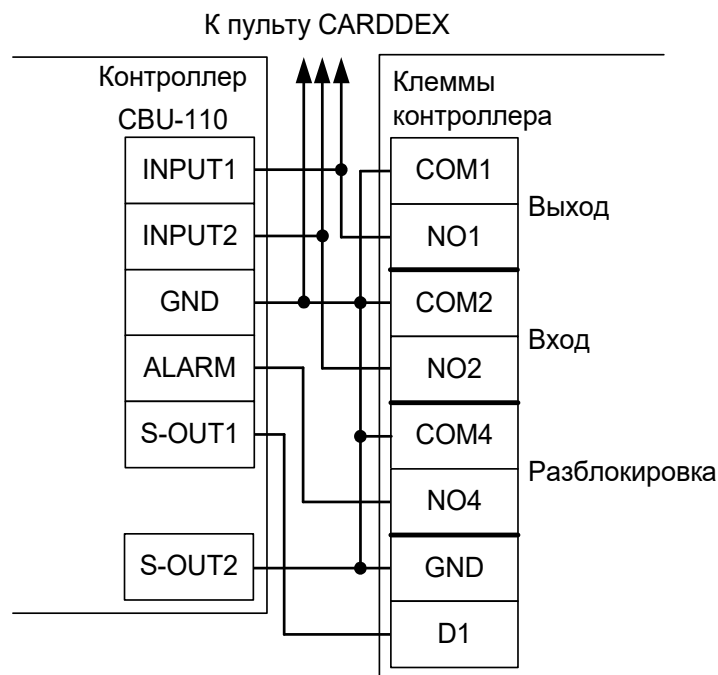 К пульту CARDDEX
Контроллер
CBU-110
INPUT1
INPUT2
GND
ALARM
S-OUT1
S-OUT2
Клеммы
контроллера
COM1
NO1
Выход
COM2
NO2
Вход
COM4
NO4
Разблокировка
GND
D1